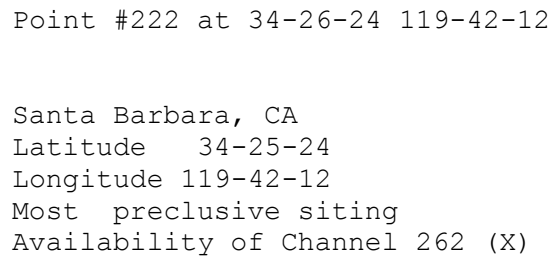 Point #222 at 34-26-24 119-42-12
Santa Barbara, CA
Latitude 34-25-24
Longitude 119-42-12
Most preclusive siting
Availability of Channel 262 (X)